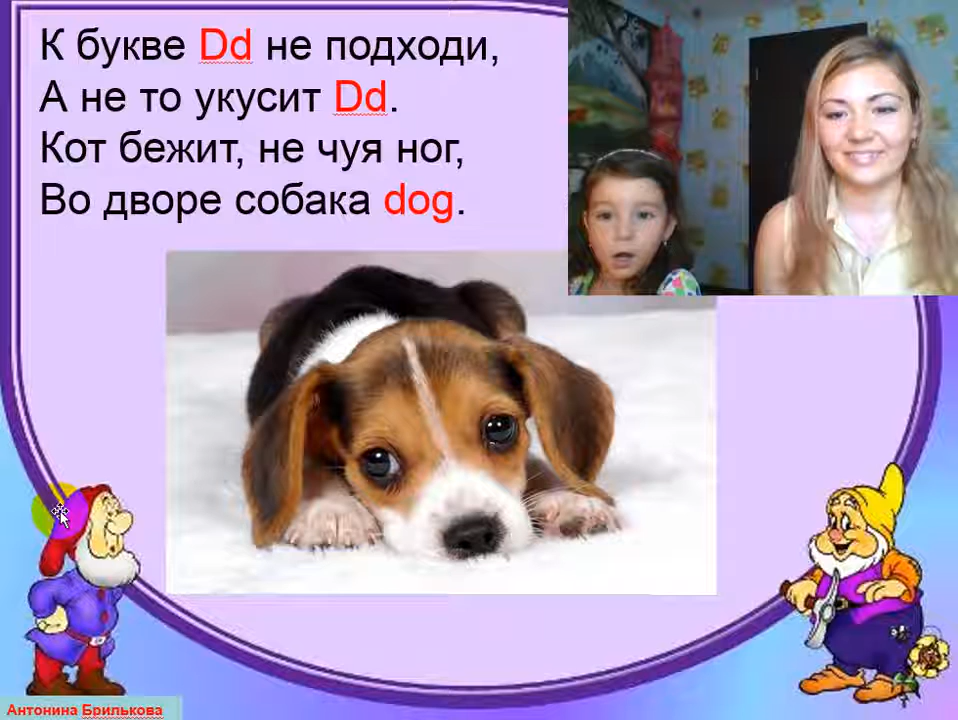 К букве Dd не подходи,
А не то укусит Dd.
Кот бежит, не чуя ног,
Во дворе собака dog.
Антонина Брилькова